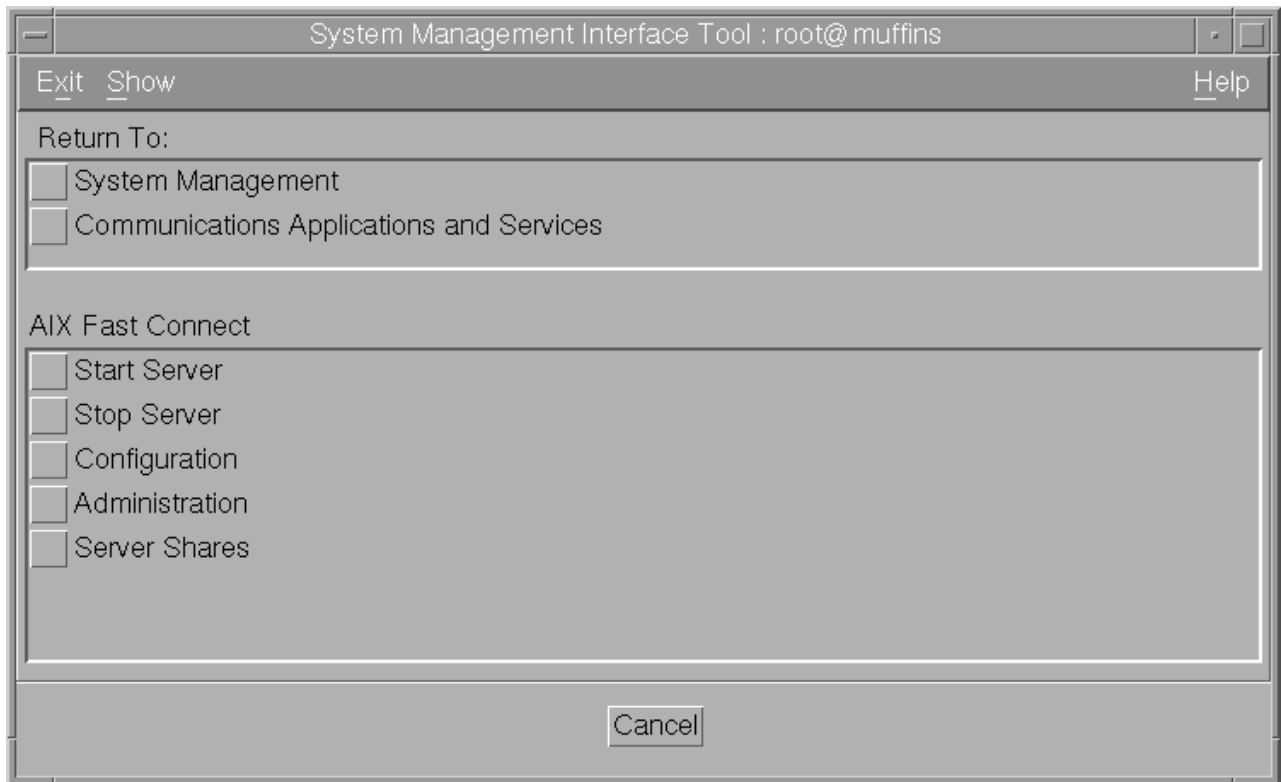 System Management Interface Tool : root@muffins
Exit Show Help
Return To:
System Management
Communications Applications and Services
AIX Fast Connect
Start Server
Stop Server
Configuration
Administration
Server Shares
Cancel